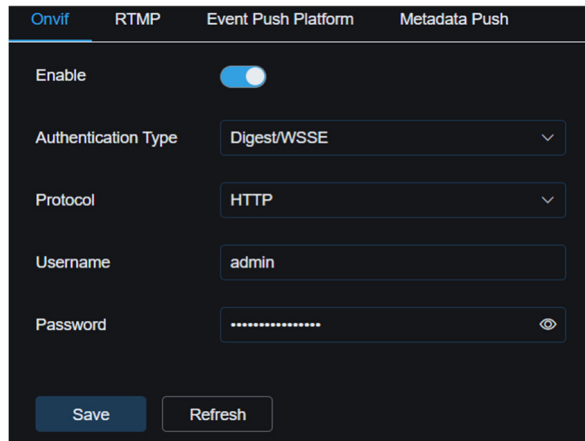 Onvif RTMP Event Push Platform Metadata Push
Enable
Authentication Type Digest/WSSE
Protocol HTTP
Username admin
Password ••••••••••••••••
Save Refresh